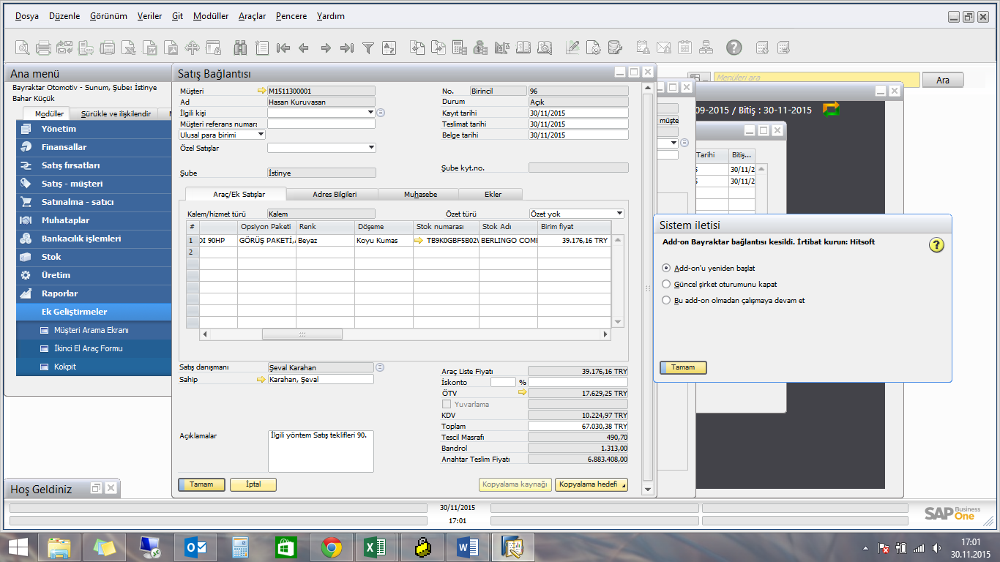 Dosya Düzenle Görünüm Veriler Git Modüller Araçlar Pencere Yardım
Menüleri ara
Ara
Ana menü
Bayraktar Otomotiv - Sunum, Şube: İstinye
Bahar Küçük
Modüller Sürükle ve ilişkilendir
Yönetim
Finansallar
Satış fırsatları
Satış - müşteri
Satınalma - satıcı
Muhataplar
Bankacılık işlemleri
Stok
Üretim
Raporlar
Ek Geliştirmeler
Müşteri Arama Ekranı
İkinci El Araç Formu
Kokpit
Hoş Geldiniz
Satış Bağlantısı
Müşteri M1511300001
Ad Hasan Kuruvasan
İlgili kişi
Müşteri referans numara
Ulusal para birimi
Özel Satışlar
Şube İstinye
No. Birincil 96
Durum Açık
Kayıt tarihi 30/11/2015
Teslimat tarihi 30/11/2015
Belge tarihi 30/11/2015
Şube kyt.no.
Araç/Ek Satışlar Adres Bilgileri Muhasebe Ekler
Kalem/hizmet türü Kalem Özet türü Özet yok
# Opsiyon Paketi Renk Döşeme Stok numarası Stok Adı Birim fiyat
1 DI 90HP GÖRÜŞ PAKETİ, Beyaz Koyu Kumas TB9K0GBF5B02 BERLINGO COM 39.176,16 TRY
2
Satış danışmanı Şeval Karahan
Sahip Karahan, Şeval
Açıklamalar İlgili yöntem Satış teklifleri 90.
Araç Liste Fiyatı 39.176,16 TRY
İskonto %
ÖTV 17.629,25 TRY
Yuvarlama
KDV 10.224,97 TRY
Toplam 67.030,38 TRY
Tescil Masrafı 490,70
Bandrol 1.313,00
Anahtar Teslim Fiyatı 6.883.408,00
Tamam İptal Kopyalama kaynağı Kopyalama hedefi
müşte
09-2015 / Bitiş : 30-11-2015
Tarihi Bitiş...
30/11/2
30/11/2
Sistem iletisi
Add-on Bayraktar bağlantısı kesildi. İrtibat kurun: Hitsoft
Add-on'u yeniden başlat
Güncel şirket oturumunu kapat
Bu add-on olmadan çalışmaya devam et
Tamam
30/11/2015
17:01
SAP Business One
17:01
30.11.2015